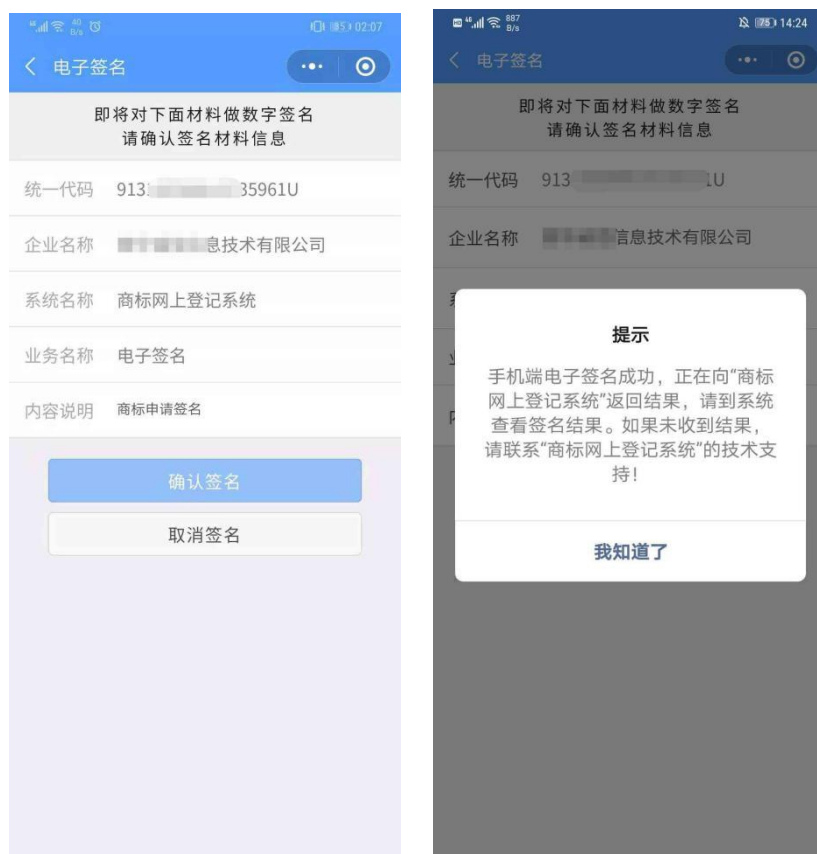 40
B/s
85
02:07
电子签名
即将对下面材料做数字签名
请确认签名材料信息
统一代码 913 35961U
企业名称 息技术有限公司
系统名称 商标网上登记系统
业务名称 电子签名
内容说明 商标申请签名
确认签名
取消签名
HD 46 887
B/s
75
14:24
电子签名
即将对下面材料做数字签名
请确认签名材料信息
统一代码 913 1U
企业名称 信息技术有限公司
提示
手机端电子签名成功，正在向“商标
网上登记系统”返回结果，请到系统
查看签名结果。如果未收到结果，
请联系“商标网上登记系统”的技术支
持！
我知道了